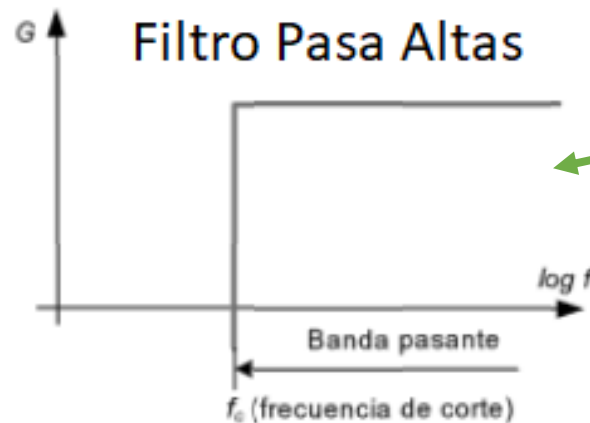 G
Filtro Pasa Altas
log f
Banda pasante
fc (frecuencia de corte)